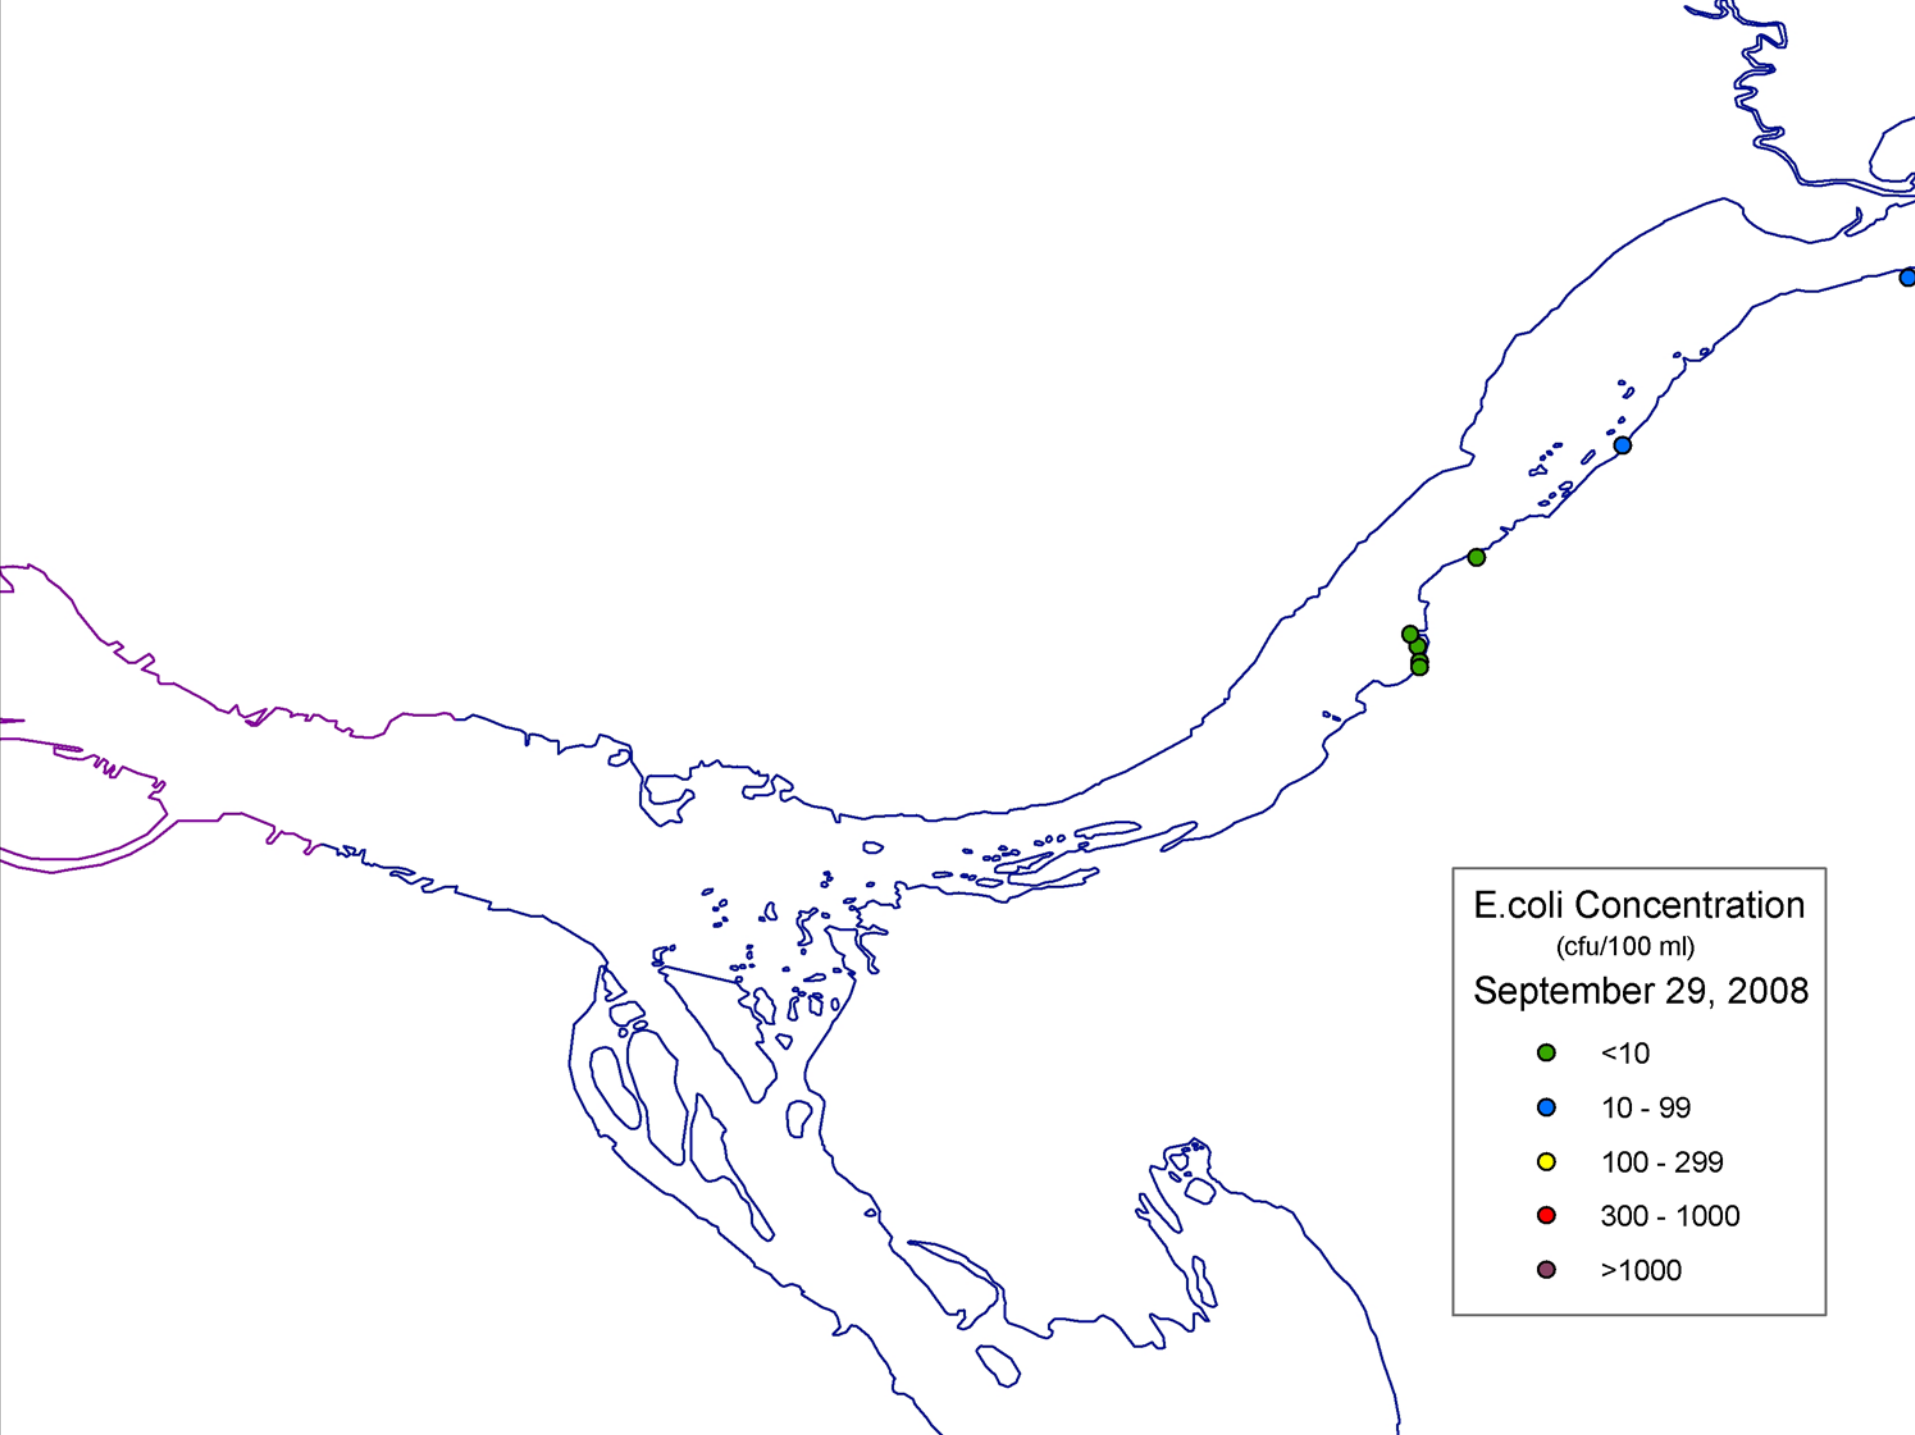 E.coli Concentration
(cfu/100 ml)
September 29, 2008
<10
10 - 99
100 - 299
300 - 1000
>1000